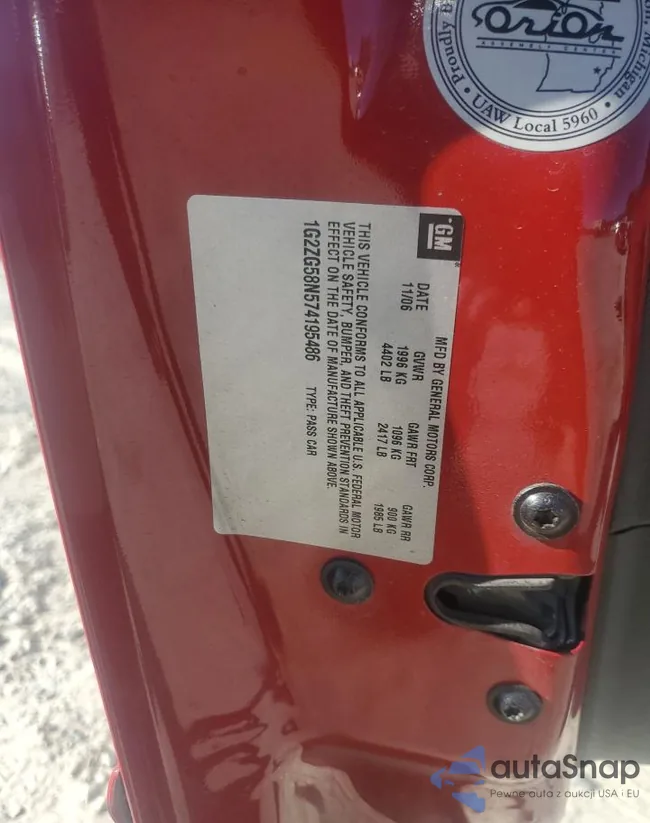 Orion
ASSEMBLY CENTER
Proudly
Michigan
• UAW Local 5960 •
GM
MFD BY GENERAL MOTORS CORP.
DATE GVWR GAWR FRT GAWR RR
11/06 1996 KG 1096 KG 900 KG
4402 LB 2417 LB 1985 LB
THIS VEHICLE CONFORMS TO ALL APPLICABLE U.S. FEDERAL MOTOR
VEHICLE SAFETY, BUMPER, AND THEFT PREVENTION STANDARDS IN
EFFECT ON THE DATE OF MANUFACTURE SHOWN ABOVE.
1G2ZG58N574195486 TYPE: PASS CAR
autaSnap
Pewne auta z aukcji USA i EU